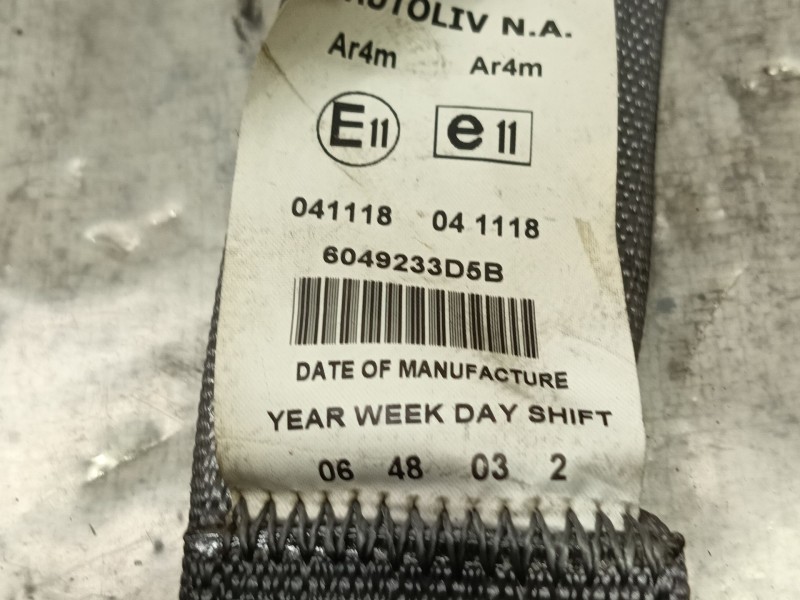 AUTOLIV N.A.
Ar4m Ar4m
E11 e11
041118 04 1118
6049233D5B
DATE OF MANUFACTURE
YEAR WEEK DAY SHIFT
06 48 03 2